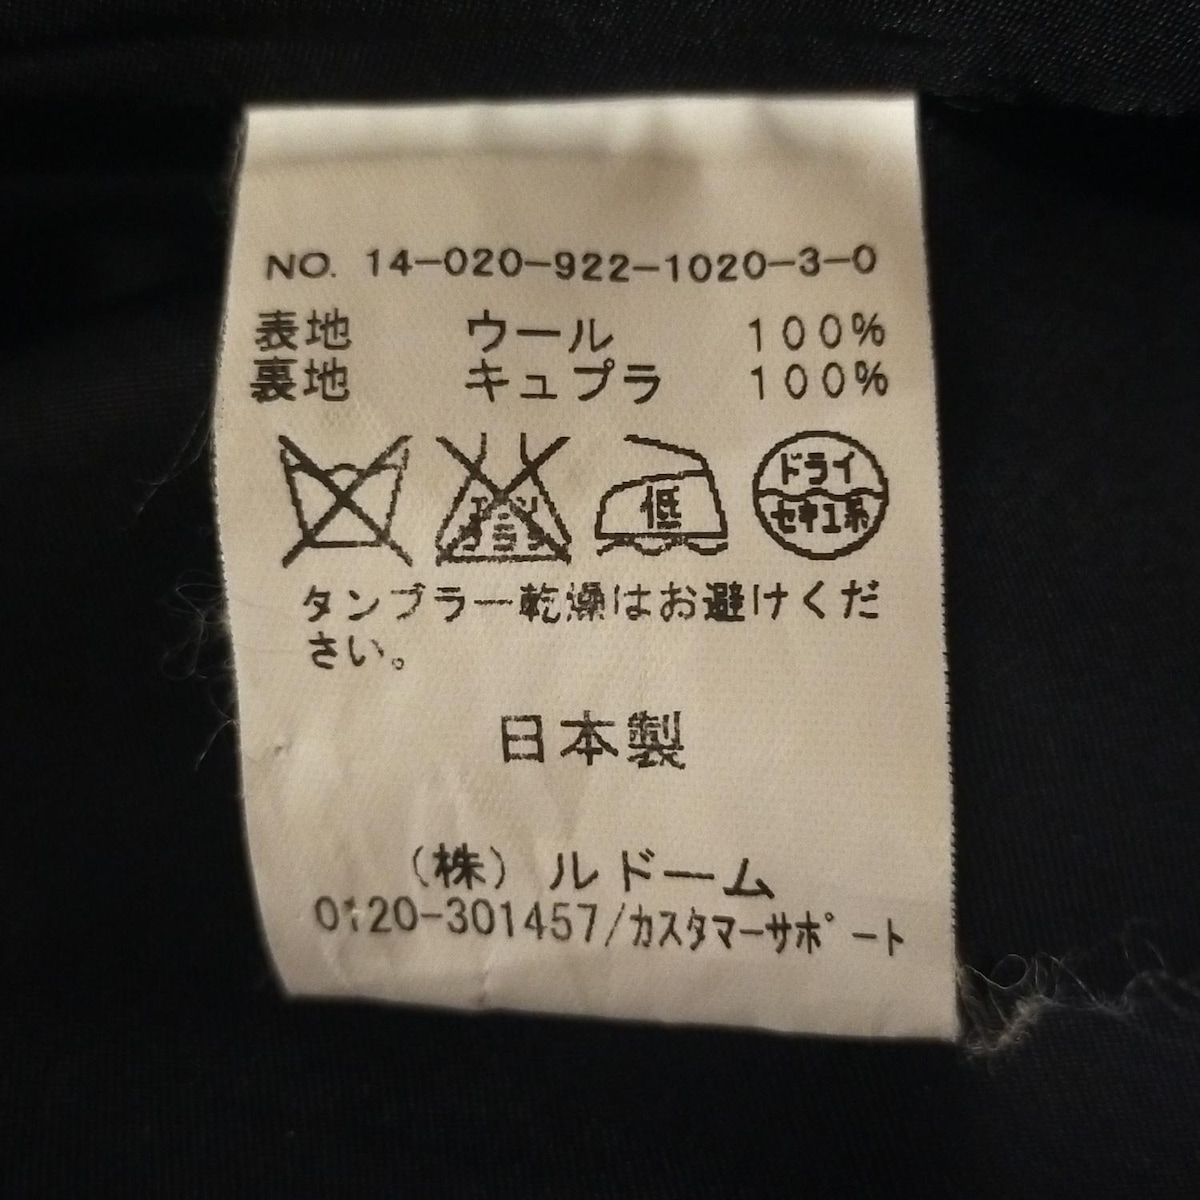 NO. 14-020-922-1020-3-0
表地 ウール 100%
裏地 キュプラ 100%
低
ドライ
セキユ系
タンブラー乾燥はお避けくだ
さい。
日本製
(株)ルドーム
0120-301457/カスタマーサポート